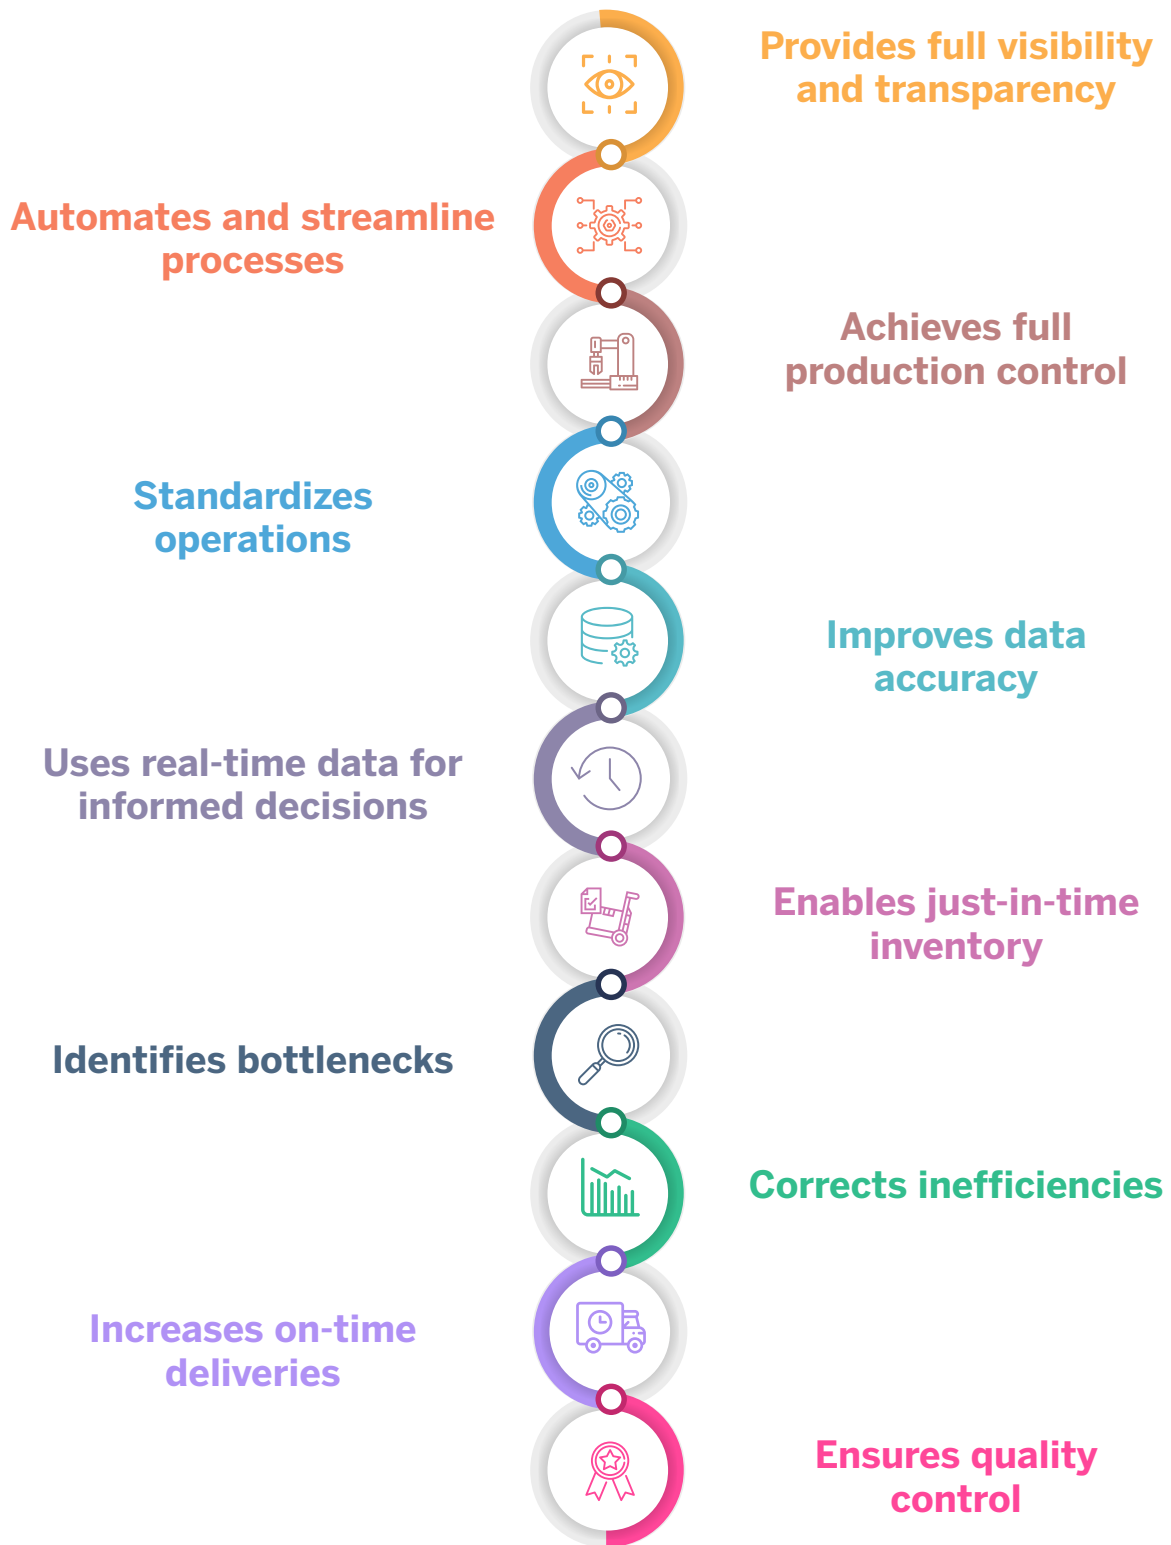 Provides full visibility
and transparency
Automates and streamline
processes
Achieves full
production control
Standardizes
operations
Improves data
accuracy
Uses real-time data for
informed decisions
Enables just-in-time
inventory
Identifies bottlenecks
Corrects inefficiencies
Increases on-time
deliveries
Ensures quality
control